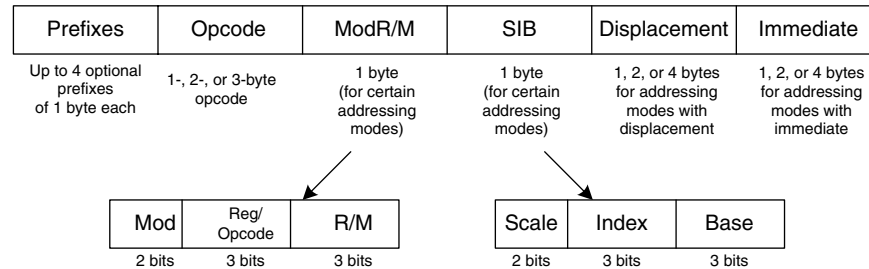 Prefixes Opcode ModR/M SIB Displacement Immediate
Up to 4 optional
prefixes
of 1 byte each
1-, 2-, or 3-byte
opcode
1 byte
(for certain
addressing
modes)
1 byte
(for certain
addressing
modes)
1, 2, or 4 bytes
for addressing
modes with
displacement
1, 2, or 4 bytes
for addressing
modes with
immediate
Mod Reg/
Opcode R/M
2 bits 3 bits 3 bits
Scale Index Base
2 bits 3 bits 3 bits